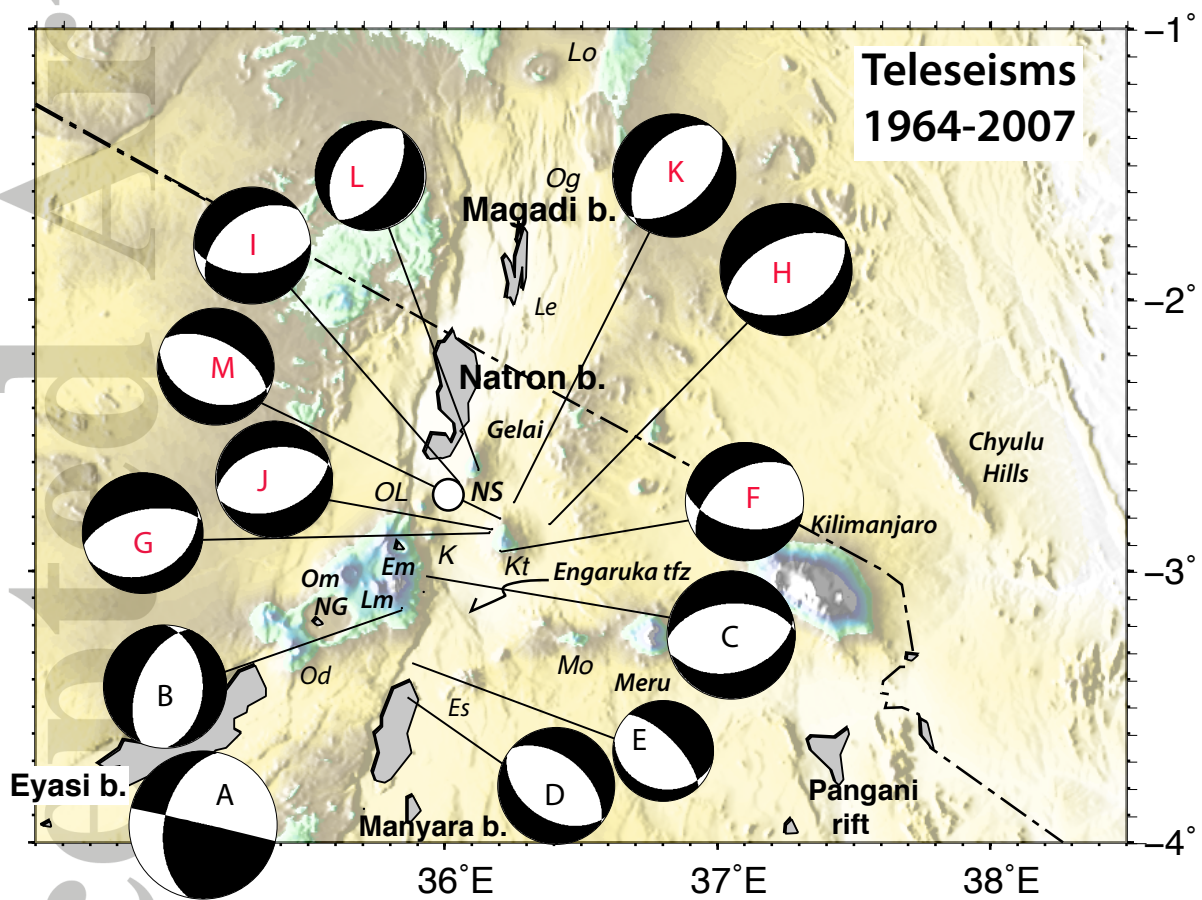 Teleseisms
1964-2007
−1°
−2°
−3°
−4°
36°E
37°E
38°E
Lo
L
K
Og
Magadi b.
I
H
Le
M
Natron b.
Gelai
Chyulu
Hills
J
OL
NS
F
Kilimanjaro
G
K
Kt
Em
Om
NG
Lm
Engaruka tfz
C
B
Od
Mo
Meru
Es
E
A
D
Eyasi b.
Manyara b.
Pangani
rift